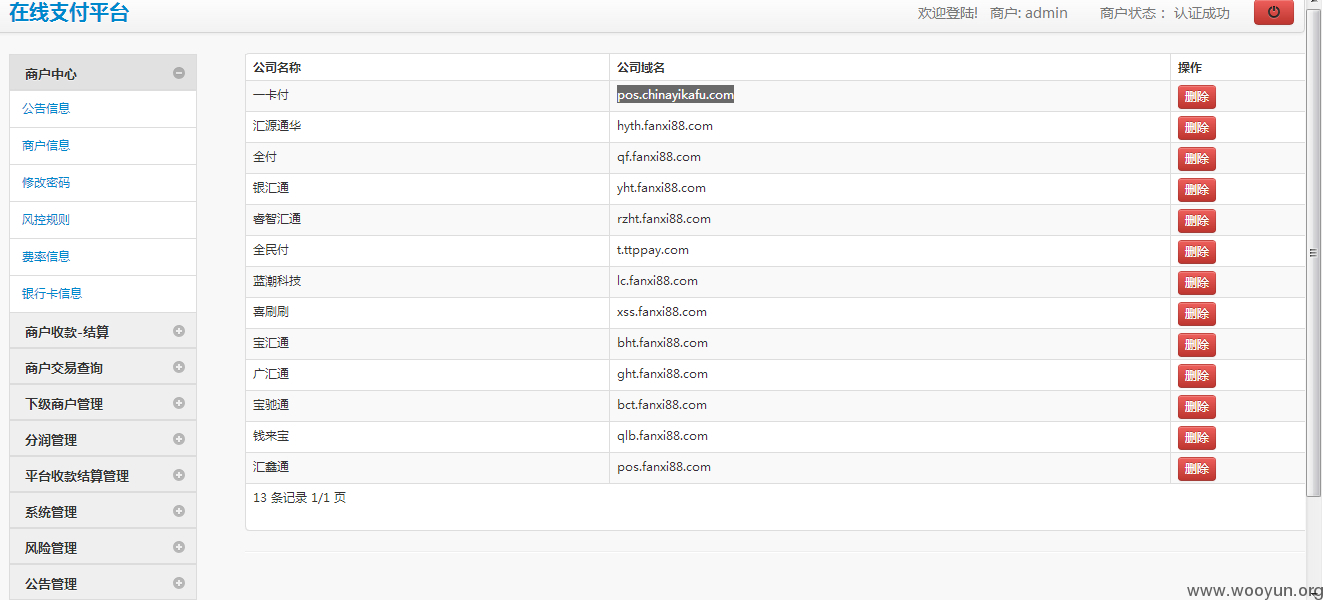 在线支付平台
欢迎登陆! 商户: admin 商户状态： 认证成功
商户中心
公告信息
商户信息
修改密码
风控规则
费率信息
银行卡信息
商户收款-结算
商户交易查询
下级商户管理
分润管理
平台收款结算管理
系统管理
风险管理
公告管理
公司名称 公司域名 操作
一卡付 pos.chinayikafu.com 删除
汇源通华 hyth.fanxi88.com 删除
全付 qf.fanxi88.com 删除
银汇通 yht.fanxi88.com 删除
睿智汇通 rzht.fanxi88.com 删除
全民付 t.ttppay.com 删除
蓝潮科技 lc.fanxi88.com 删除
喜刷刷 xss.fanxi88.com 删除
宝汇通 bht.fanxi88.com 删除
广汇通 ght.fanxi88.com 删除
宝驰通 bct.fanxi88.com 删除
钱来宝 qlb.fanxi88.com 删除
汇鑫通 pos.fanxi88.com 删除
13 条记录 1/1 页
www.wooyun.org